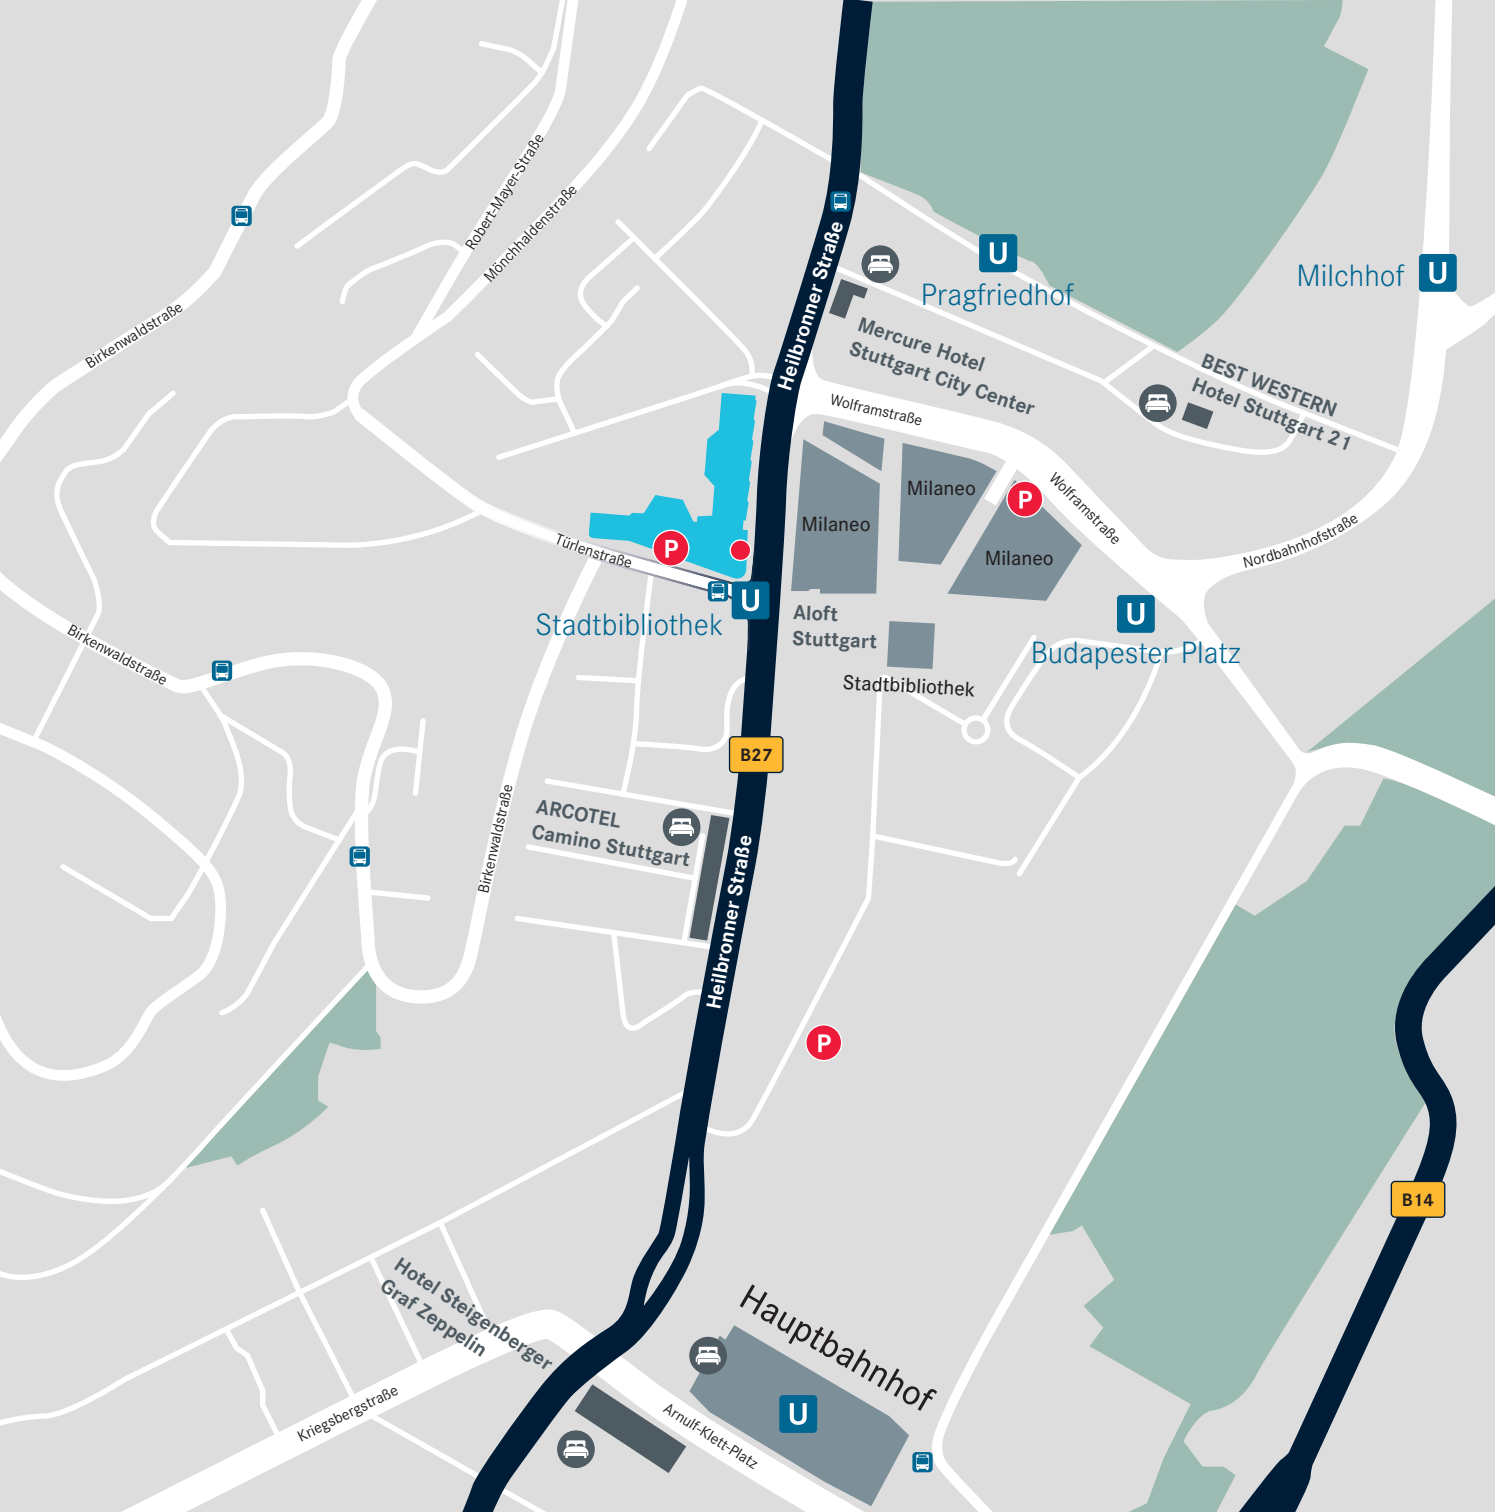 Robert-Mayer-Straße
Mönchhaldenstraße
Birkenwaldstraße
Heilbronner Straße
U
Pragfriedhof
Milchhof
U
Mercure Hotel
Stuttgart City Center
BEST WESTERN
Hotel Stuttgart 21
Wolframstraße
Wolframstraße
Nordbahnhofstraße
Milaneo
Milaneo
Milaneo
P
P
Türlenstraße
U
Stadtbibliothek
Aloft
Stuttgart
Stadtbibliothek
U
Budapester Platz
Birkenwaldstraße
B27
ARCOTEL
Camino Stuttgart
Birkenwaldstraße
Heilbronner Straße
P
B14
Hotel Steigenberger
Graf Zeppelin
Hauptbahnhof
U
Kriegsbergstraße
Arnulf-Klett-Platz